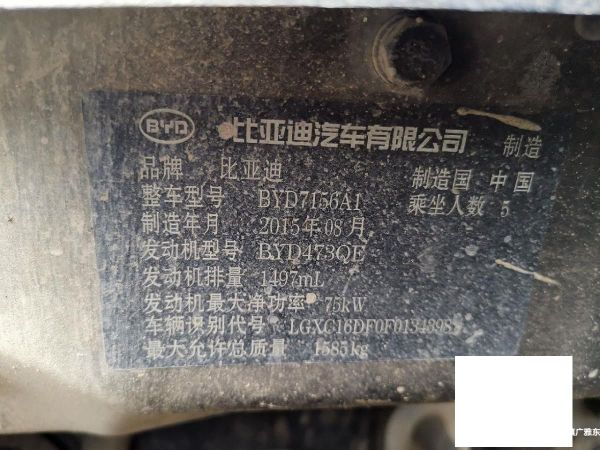 BYD 比亚迪汽车有限公司 制造
品牌 比亚迪 制造国 中国
整车型号 BYD7156A1 乘坐人数 5
制造年月 2015年08月
发动机型号 BYD473QE
发动机排量 1497mL
发动机最大净功率 75kW
车辆识别代号
最大允许总质量 1585kg
广雅东